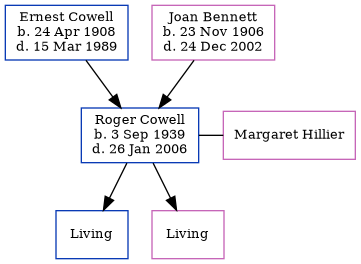 Ernest Cowell
b. 24 Apr 1908
d. 15 Mar 1989
Joan Bennett
b. 23 Nov 1906
d. 24 Dec 2002
Roger Cowell
b. 3 Sep 1939
d. 26 Jan 2006
Margaret Hillier
Living
Living